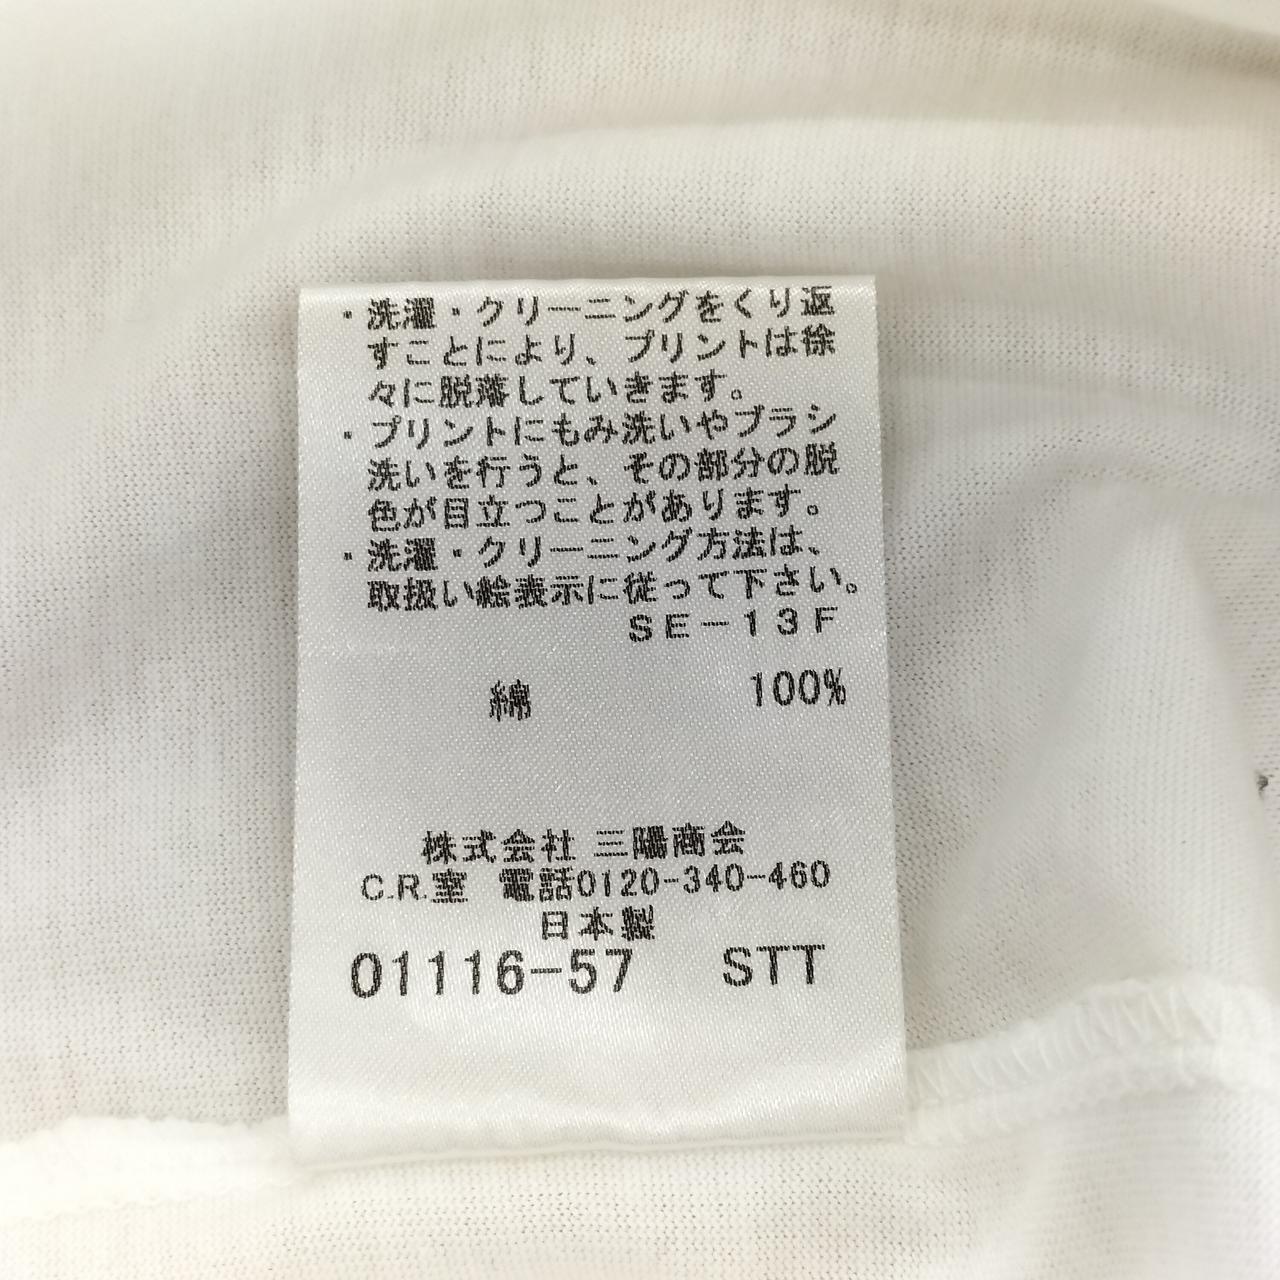 ・洗濯・クリーニングをくり返
すことにより、プリントは徐
々に脱落していきます。
・プリントにもみ洗いやブラシ
洗いを行うと、その部分の脱
色が目立つことがあります。
・洗濯・クリーニング方法は、
取扱い絵表示に従って下さい。
SE-13F
綿 100%
株式会社 三陽商会
C.R.室 電話0120-340-460
日本製
01116-57 STT